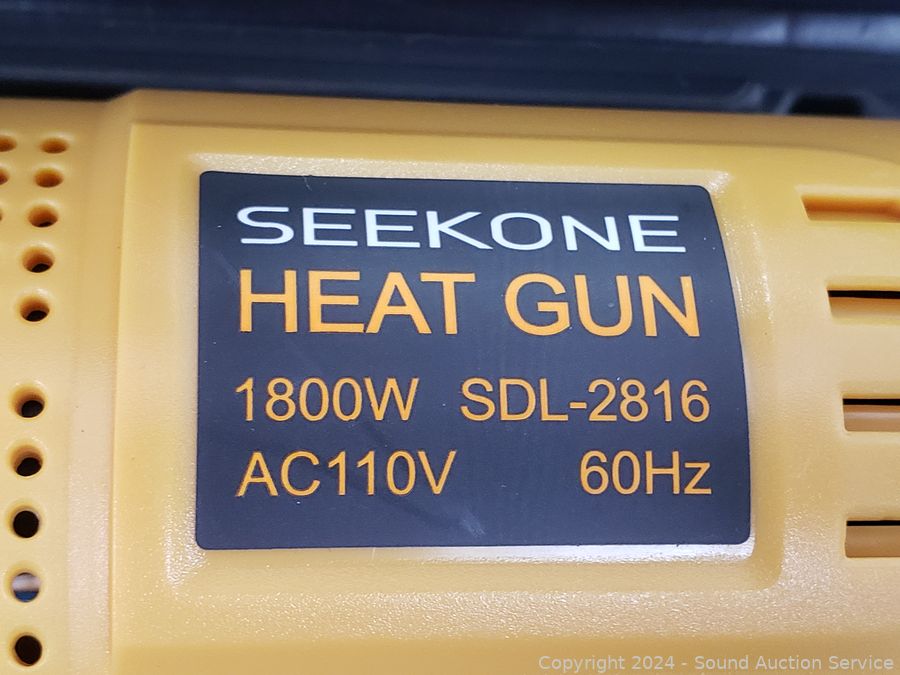 SEEKONE
HEAT GUN
1800W SDL-2816
AC110V 60Hz
Copyright 2024 - Sound Auction Service